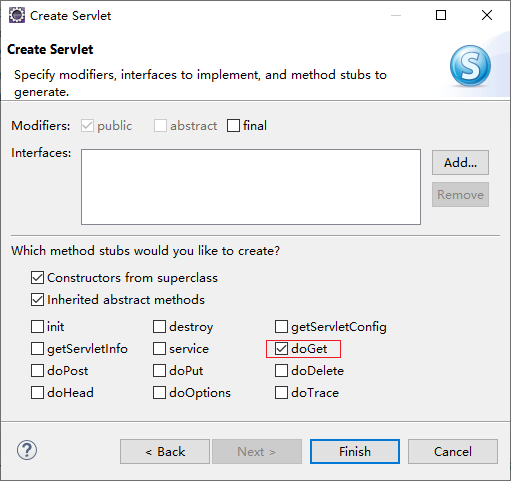 Create Servlet
Create Servlet
Specify modifiers, interfaces to implement, and method stubs to
generate.
S
Modifiers: public abstract final
Interfaces:
Add...
Remove
Which method stubs would you like to create?
Constructors from superclass
Inherited abstract methods
init destroy getServletConfig
getServletInfo service doGet
doPost doPut doDelete
doHead doOptions doTrace
? < Back Next > Finish Cancel